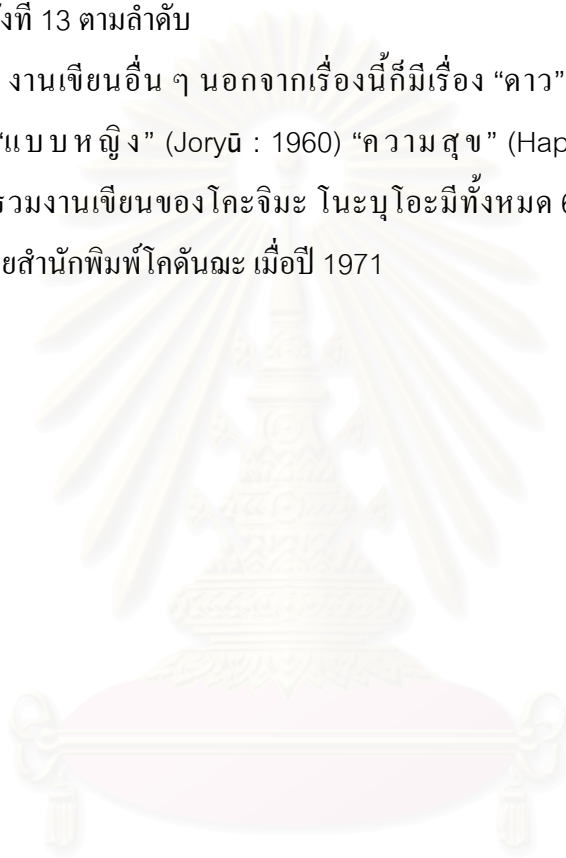 งที่ 13 ตามลำดับ
งานเขียนอื่น ๆ นอกจากเรื่องนี้ก็มีเรื่อง “ดาว”
“แบบหญิง” (Joryū : 1960) “ความสุข” (Hap
รวมงานเขียนของโคะจิมะ โนะบุโอะมีทั้งหมด 6
ยสำนักพิมพ์โคดันฌะ เมื่อปี 1971